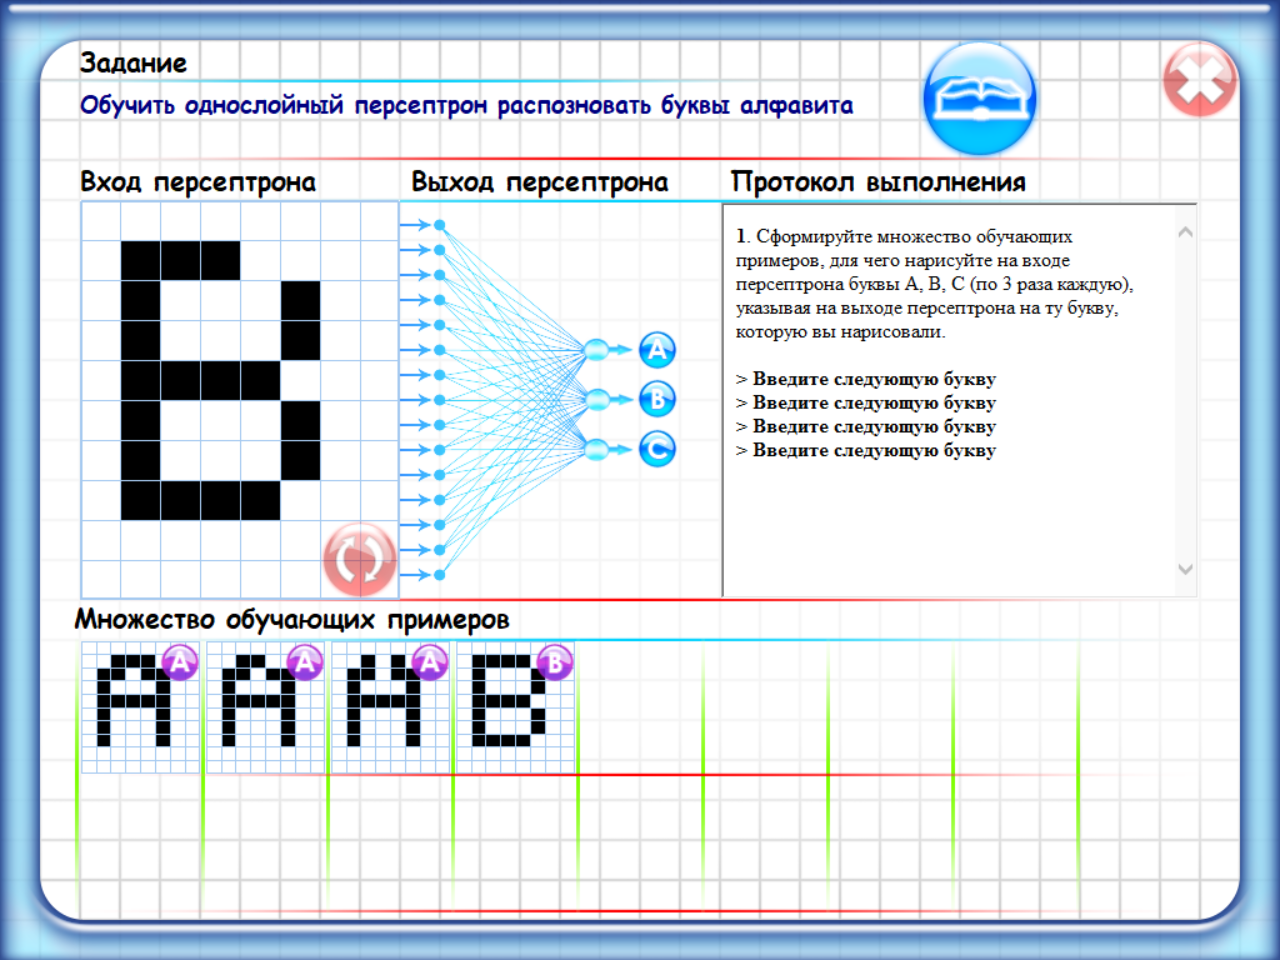 Задание
Обучить однослойный персептрон распозновать буквы алфавита
Вход персептрона
Выход персептрона
Протокол выполнения
1. Сформируйте множество обучающих
примеров, для чего нарисуйте на входе
персептрона буквы A, B, C (по 3 раза каждую),
указывая на выходе персептрона на ту букву,
которую вы нарисовали.
> Введите следующую букву
> Введите следующую букву
> Введите следующую букву
> Введите следующую букву
A
B
C
Множество обучающих примеров
A
A
A
B